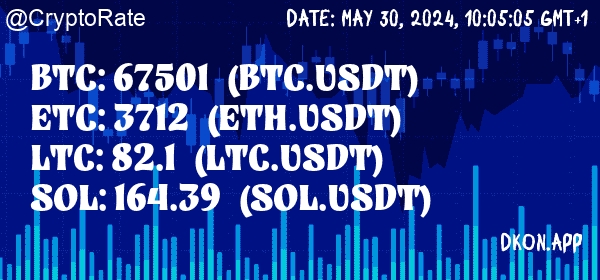 @CryptoRate
DATE: MAY 30, 2024, 10:05:05 GMT+1
BTC: 67501 (BTC.USDT)
ETC: 3712 (ETH.USDT)
LTC: 82.1 (LTC.USDT)
SOL: 164.39 (SOL.USDT)
DKON.APP